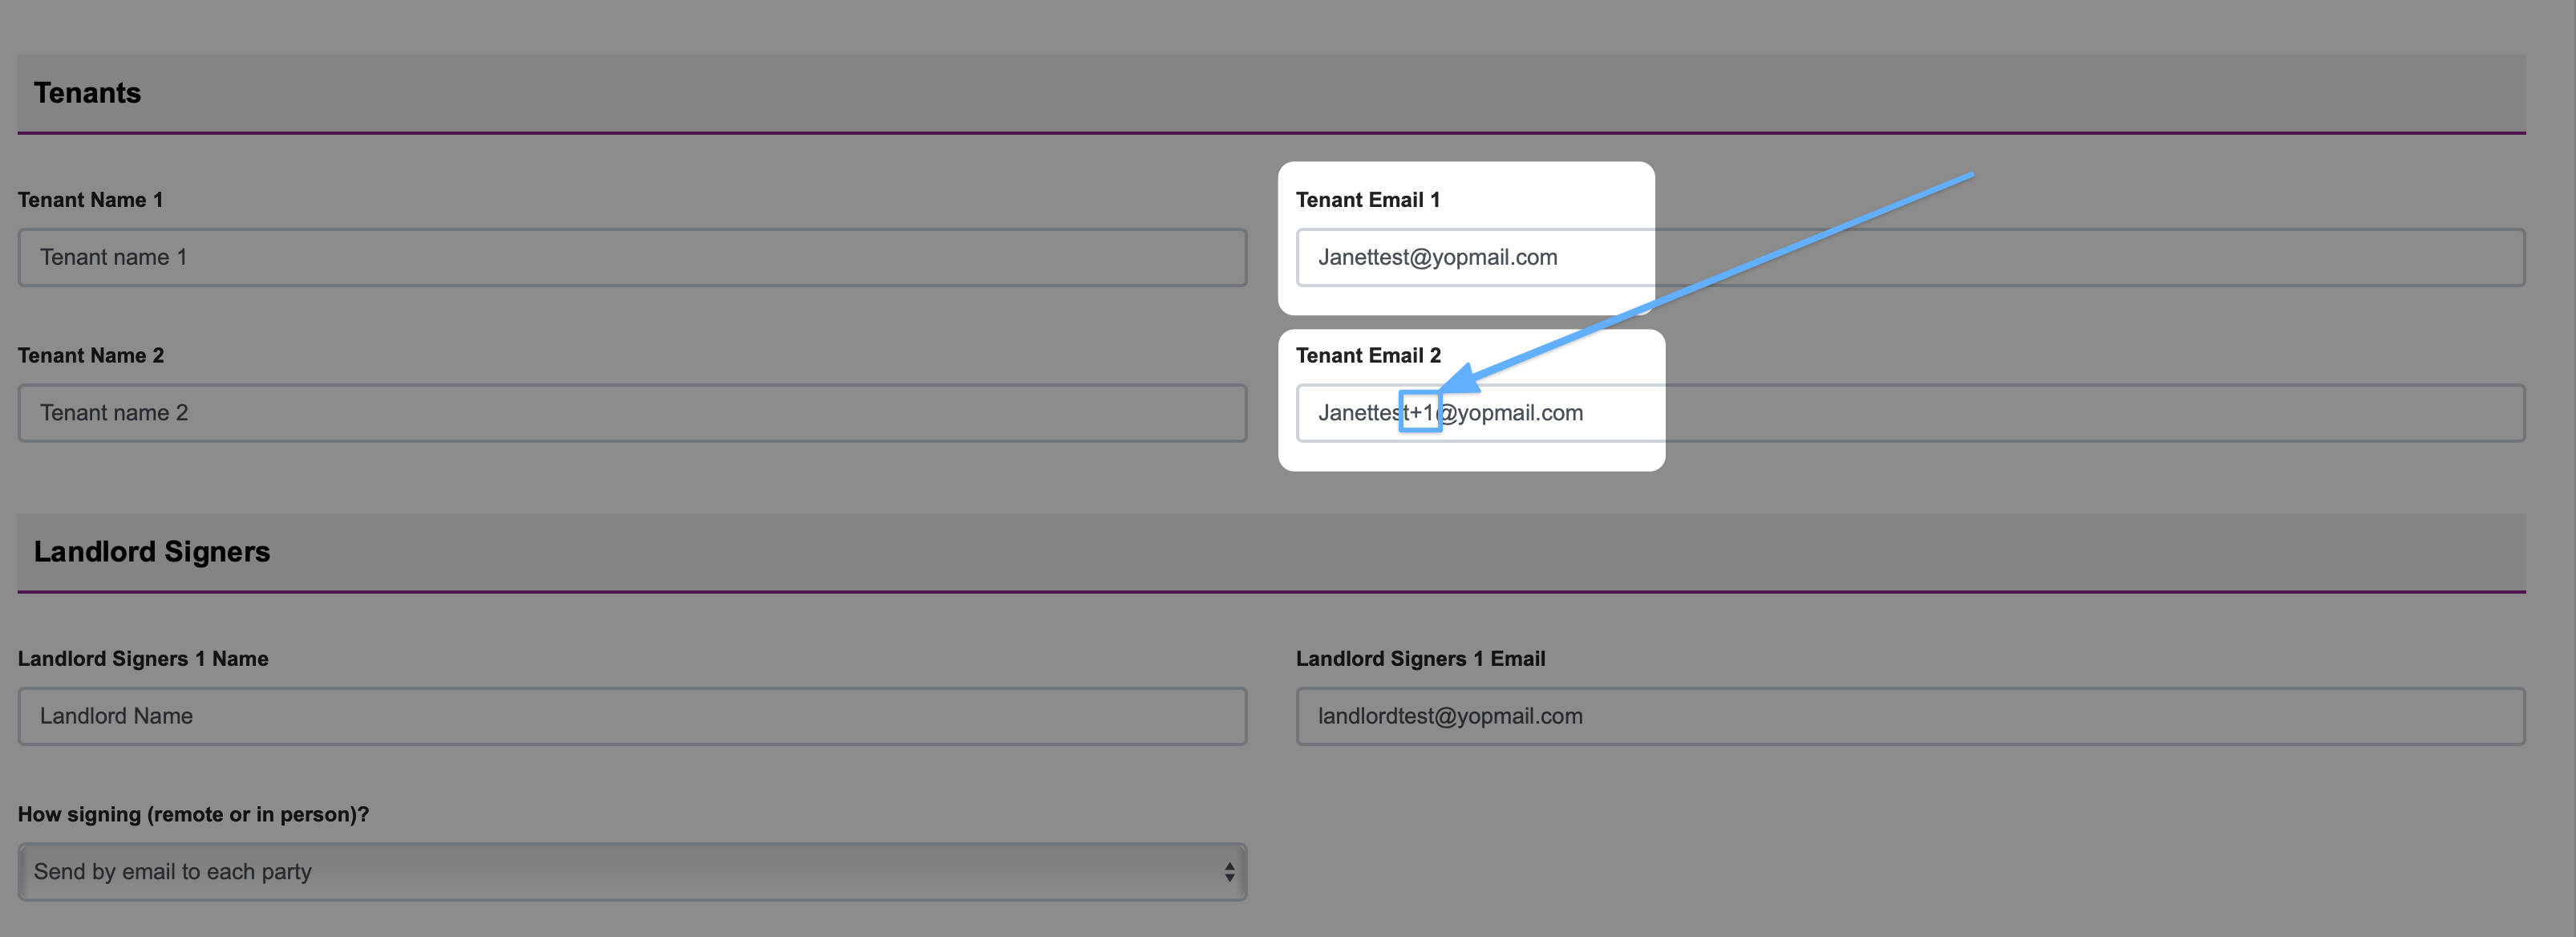 Tenants
Tenant Name 1
Tenant Email 1
Tenant name 1
Janettest@yopmail.com
Tenant Name 2
Tenant Email 2
Tenant name 2
Janettest+1@yopmail.com
Landlord Signers
Landlord Signers 1 Name
Landlord Signers 1 Email
Landlord Name
landlordtest@yopmail.com
How signing (remote or in person)?
Send by email to each party